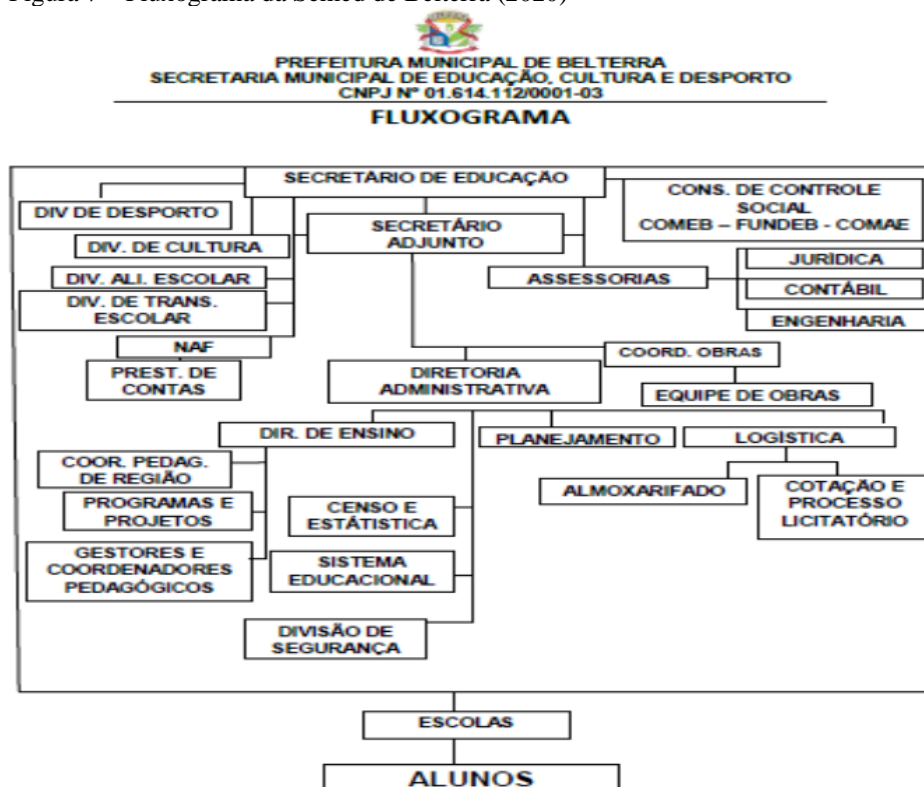 Figura 7 – Fluxograma da Semed de Belterra (2020)
PREFEITURA MUNICIPAL DE BELTERRA
SECRETARIA MUNICIPAL DE EDUCAÇÃO, CULTURA E DESPORTO
CNPJ Nº 01.614.112/0001-03
FLUXOGRAMA
SECRETÁRIO DE EDUCAÇÃO
CONS. DE CONTROLE
SOCIAL
COMEB – FUNDEB - COMAE
DIV DE DESPORTO
SECRETÁRIO
ADJUNTO
DIV. DE CULTURA
DIV. ALI. ESCOLAR
ASSESSORIAS
JURÍDICA
CONTÁBIL
ENGENHARIA
DIV. DE TRANS.
ESCOLAR
NAF
PREST. DE
CONTAS
DIRETORIA
ADMINISTRATIVA
COORD. OBRAS
EQUIPE DE OBRAS
DIR. DE ENSINO
PLANEJAMENTO
LOGÍSTICA
COOR. PEDAG.
DE REGIÃO
PROGRAMAS E
PROJETOS
GESTORES E
COORDENADORES
PEDAGÓGICOS
CENSO E
ESTÁTISTICA
SISTEMA
EDUCACIONAL
DIVISÃO DE
SEGURANÇA
ALMOXARIFADO
COTAÇÃO E
PROCESSO
LICITATÓRIO
ESCOLAS
ALUNOS